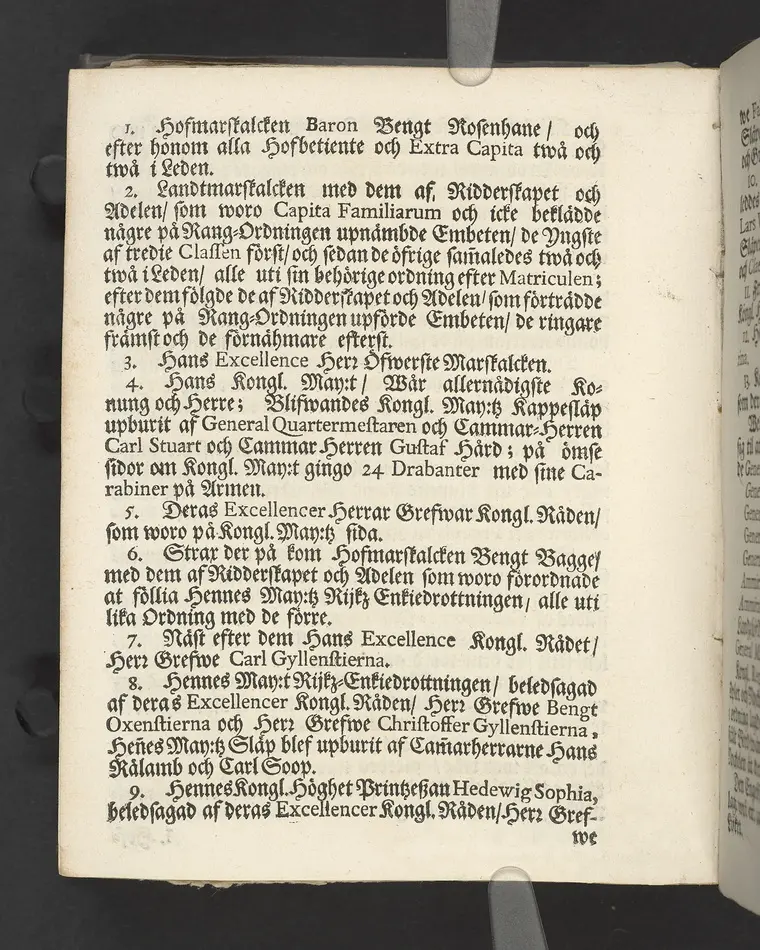 1. Hofmarskalcken Baron Bengt Rosenhane / och
efter honom alla Hofbetiente och Extra Capita twå och
twå i Leden.
2. Landtmarskalcken med dem af, Ridderskapet och
Adelen / som woro Capita Familiarum och icke beklädde
någre på Rang-Ordningen upnämbde Embeten / de Yngste
af tredie Classen först / och sedan de öfrige sam̃aledes twå och
twå i Leden / alle uti sin behörige ordning efter Matriculen;
efter dem fölgde de af Ridderskapet och Adelen / som förträdde
någre på Rang-Ordningen upförde Embeten / de ringare
främst och de förnähmare efterst.
3. Hans Excellence Herr Öfwerste Marskalcken.
4. Hans Kongl. May:t / Wår allernådigste Ko-
nung och Herre; Blifwandes Kongl. May:tz Kappesläp
upburit af General Quartermestaren och Cammar-Herren
Carl Stuart och Cammar Herren Gustaf Hård; på ömse
sidor om Kongl. May:t gingo 24 Drabanter med sine Ca-
rabiner på Armen.
5. Deras Excellencer Herrar Grefwar Kongl. Råden /
som woro på Kongl. May:tz sida.
6. Strax der på kom Hofmarskalcken Bengt Bagge /
med dem af Ridderskapet och Adelen som woro förordnade
at föllia Hennes May:tz Rijkz Enkiedrottningen / alle uti
lika Ordning med de förre.
7. Näst efter dem Hans Excellence Kongl. Rådet /
Herr Grefwe Carl Gyllenstierna.
8. Hennes May:t Rijkz-Enkiedrottningen / beledsagad
af deras Excellencer Kongl. Råden / Herr Grefwe Bengt
Oxenstierna och Herr Grefwe Christoffer Gyllenstierna,
Hen̄es May:tz Släp blef upburit af Cam̃arherrarne Hans
Rålamb och Carl Soop.
9. Hennes Kongl. Höghet Printzeßan Hedewig Sophia,
beledsagad af deras Excellencer Kongl. Råden / Herr Gref-
we